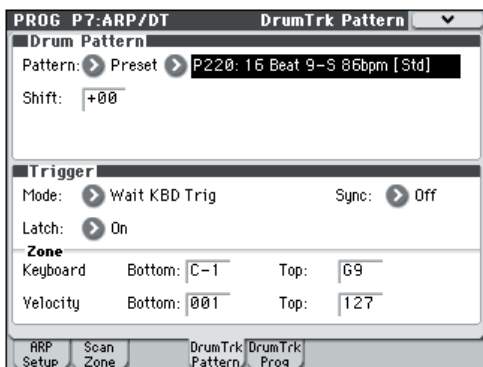 PROG P7:ARP/DT DrumTrk Pattern
Drum Pattern
Pattern: Preset P220: 16 Beat 9-S 86bpm [Std]
Shift: +00
Trigger
Mode: Wait KBD Trig Sync: Off
Latch: On
Zone
Keyboard Bottom: C-1 Top: G9
Velocity Bottom: 001 Top: 127
ARP Setup Scan Zone DrumTrk Pattern DrumTrk Prog